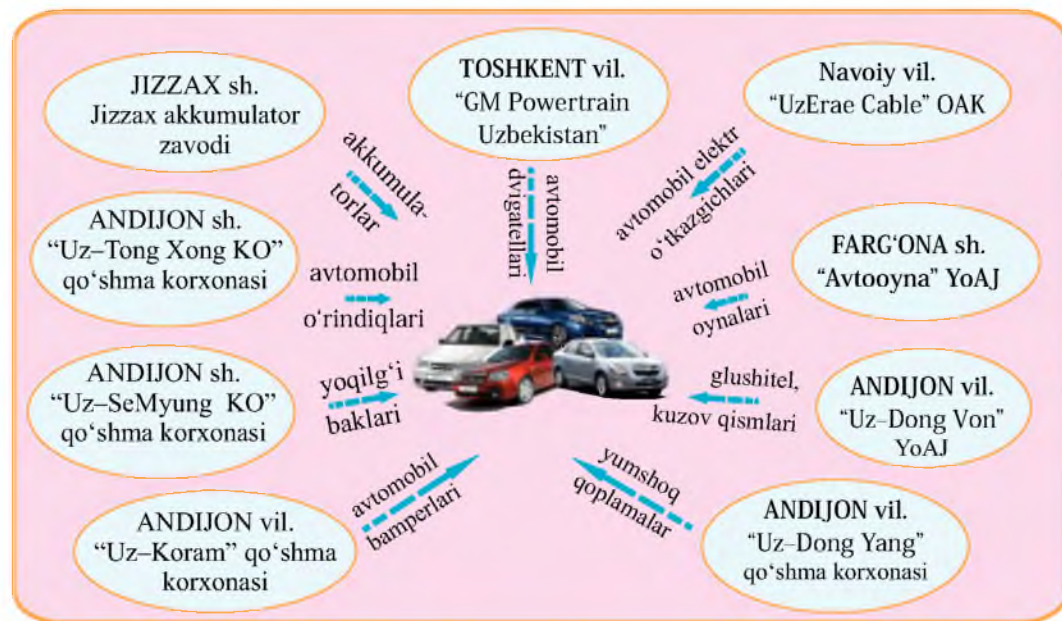 JIZZAX sh.
Jizzax akkumulator
zavodi
akkumula-
torlar
TOSHKENT vil.
“GM Powertrain
Uzbekistan”
avtomobil
dvigatellari
Navoiy vil.
“UzErae Cable” OAK
avtomobil elektr
o‘tkazgichlari
ANDIJON sh.
“Uz–Tong Xong KO”
qo‘shma korxonasi
avtomobil
o‘rindiqlari
FARG‘ONA sh.
“Avtooyna” YoAJ
avtomobil
oynalari
ANDIJON sh.
“Uz–SeMyung KO”
qo‘shma korxonasi
yoqilg‘i
baklari
glushitel,
kuzov qismlari
ANDIJON vil.
“Uz–Dong Von”
YoAJ
ANDIJON vil.
“Uz–Koram” qo‘shma
korxonasi
avtomobil
bamperlari
yumshoq
qoplamalar
ANDIJON vil.
“Uz–Dong Yang”
qo‘shma korxonasi